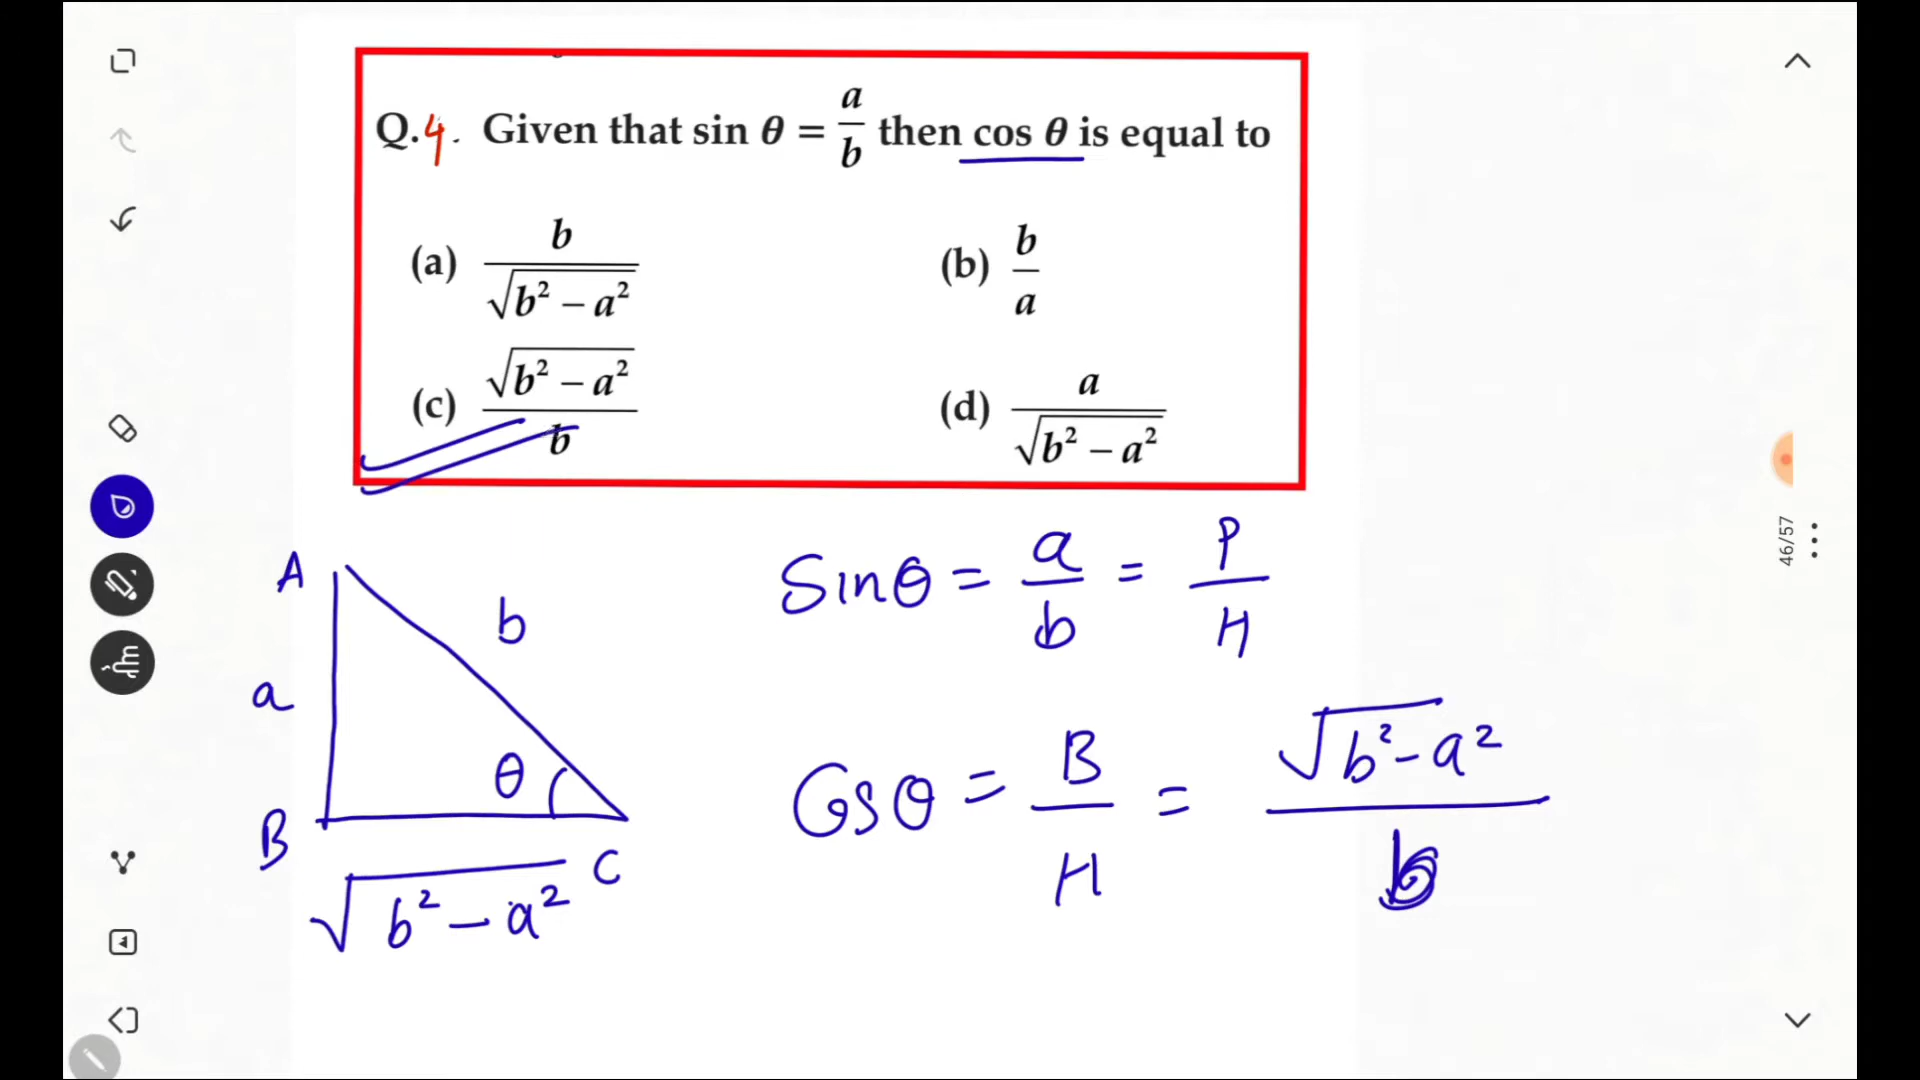 Q.4. Given that sin θ = a/b then cos θ is equal to
(a) b/√(b² − a²) (b) b/a
(c) √(b² − a²)/b (d) a/√(b² − a²)
A
b
a
θ
B
C
√(b² − a²)
Sinθ = a/b = P/H
Cosθ = B/H = √(b² − a²)/b
46/57